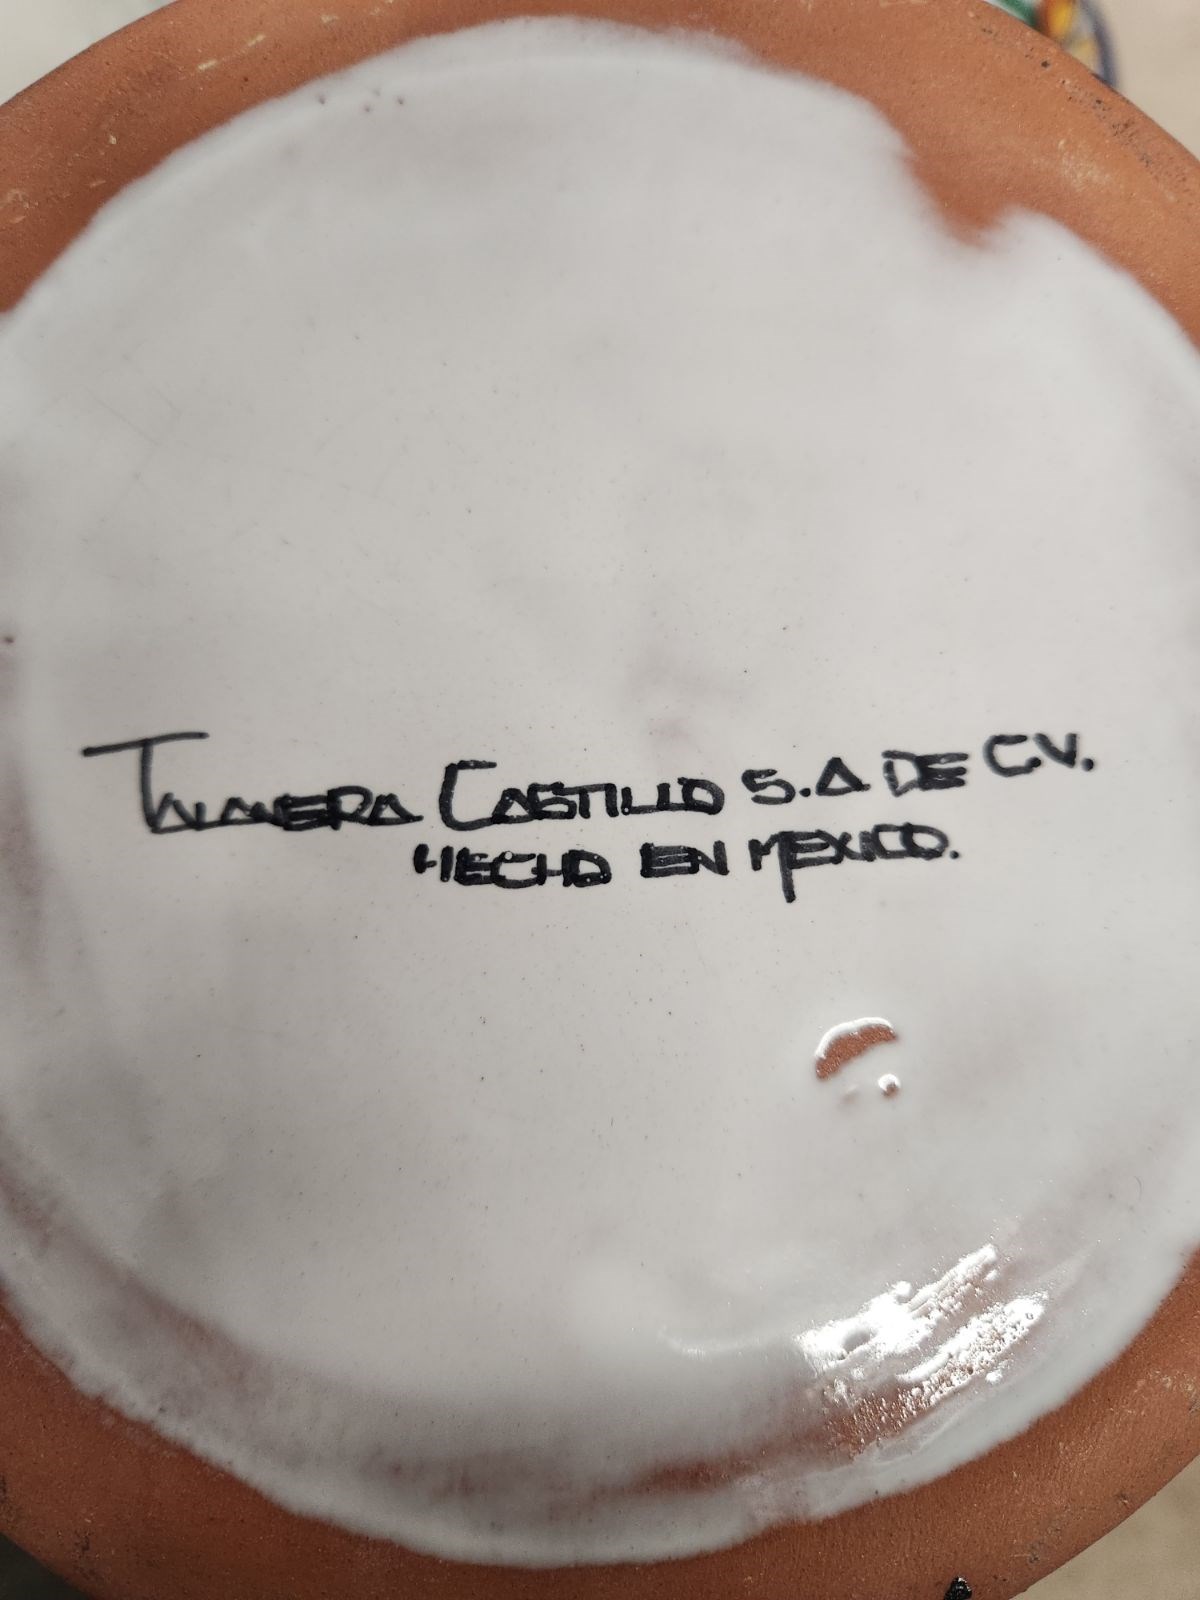 TALAVERA CASTILLO S.A DE C.V.
HECHO EN MEXICO.